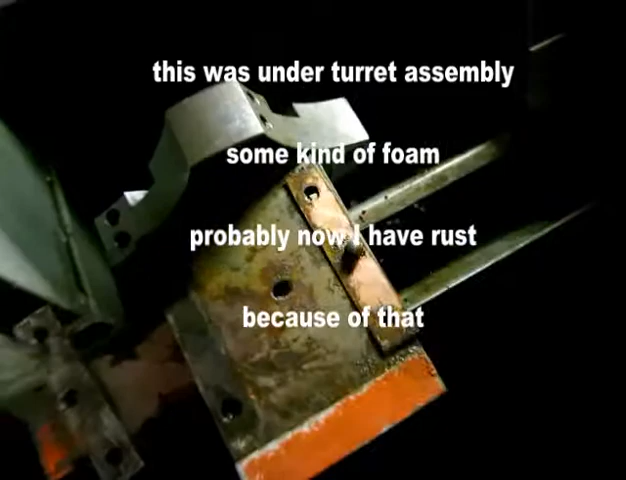 this was under turret assembly
some kind of foam
probably now I have rust
because of that